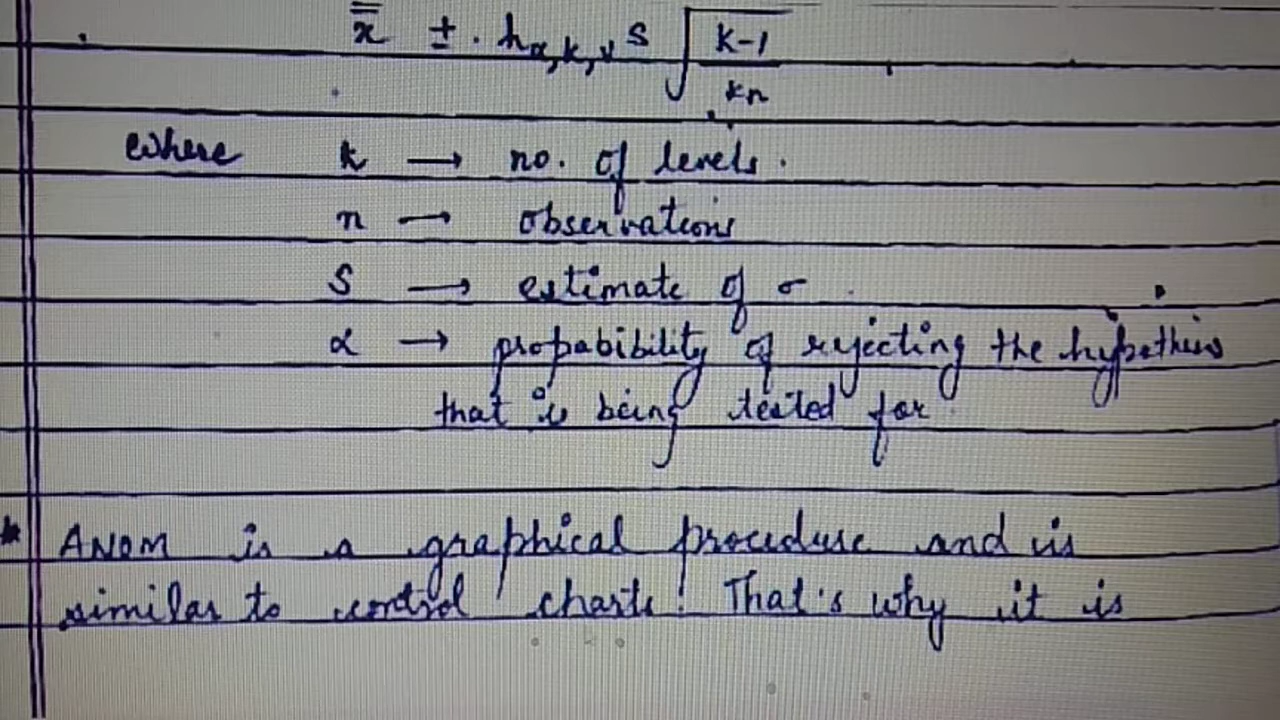 x̿ ± h α,k,ν S √ k-1 / kn
where k → no. of levels.
n → observations
S → estimate of σ
α → probability of rejecting the hypothesis
that is being tested for
* ANOM is a graphical procedure and is
similar to control charts. That's why it is